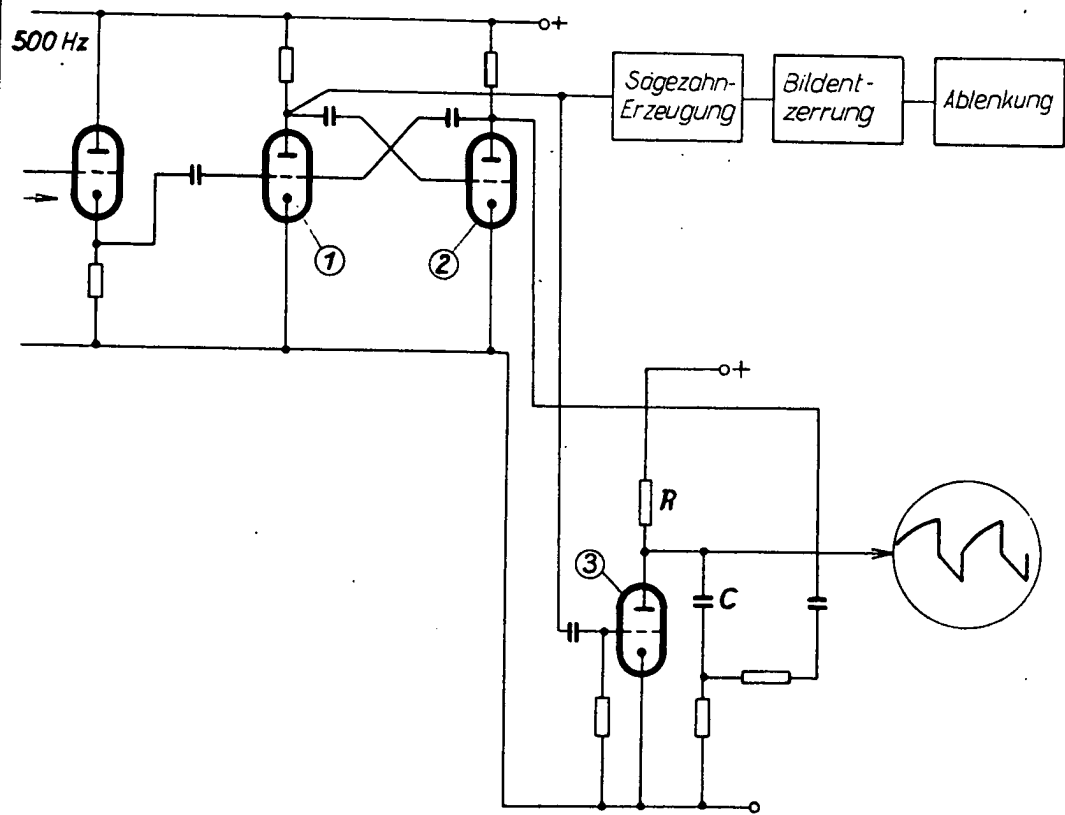 500 Hz
+
Sägezahn-
Erzeugung
Bildent-
zerrung
Ablenkung
1
2
+
R
3
C